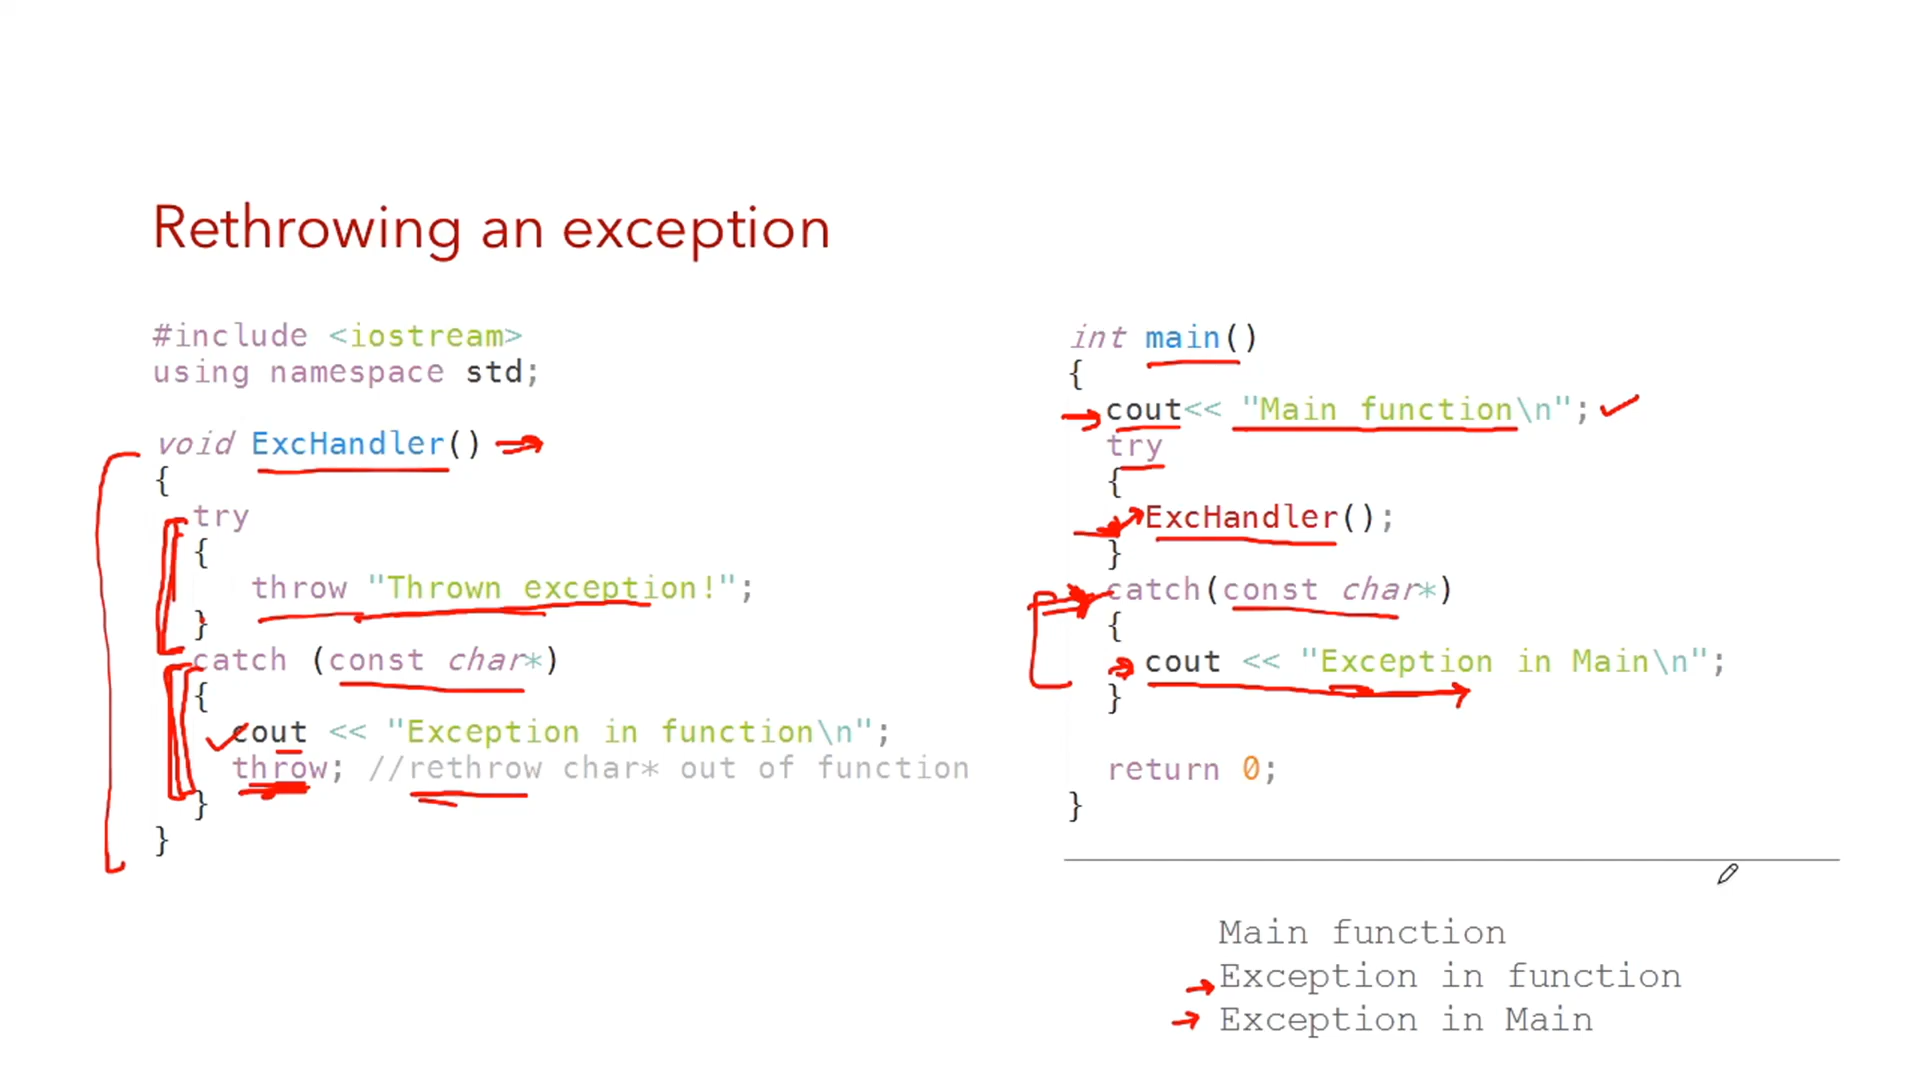 Rethrowing an exception
#include <iostream>
using namespace std;
void ExcHandler()
{
try
{
throw "Thrown exception!";
}
catch (const char*)
{
cout << "Exception in function\n";
throw; //rethrow char* out of function
}
}
int main()
{
cout<< "Main function\n";
try
{
ExcHandler();
}
catch(const char*)
{
cout << "Exception in Main\n";
}
return 0;
}
Main function
Exception in function
Exception in Main